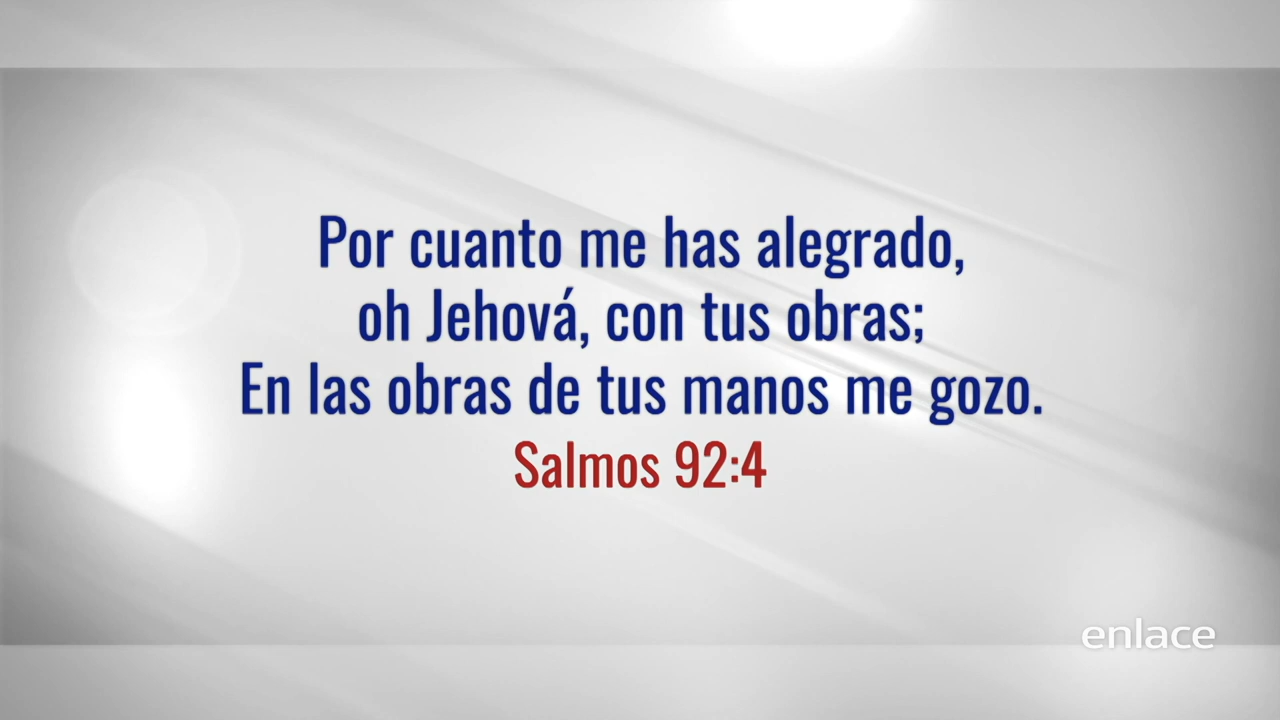 Por cuanto me has alegrado,
oh Jehová, con tus obras;
En las obras de tus manos me gozo.
Salmos 92:4
enlace